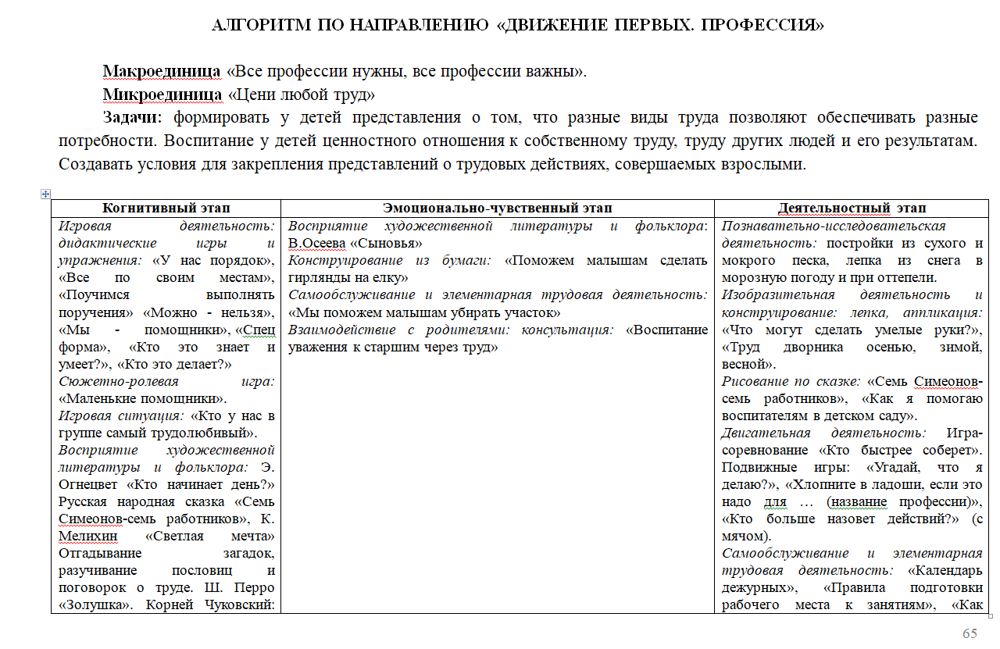 АЛГОРИТМ ПО НАПРАВЛЕНИЮ «ДВИЖЕНИЕ ПЕРВЫХ. ПРОФЕССИЯ»
Макроединица «Все профессии нужны, все профессии важны».
Микроединица «Цени любой труд»
Задачи: формировать у детей представления о том, что разные виды труда позволяют обеспечивать разные
потребности. Воспитание у детей ценностного отношения к собственному труду, труду других людей и его результатам.
Создавать условия для закрепления представлений о трудовых действиях, совершаемых взрослыми.
Когнитивный этап
Игровая деятельность:
дидактические игры и
упражнения: «У нас порядок»,
«Все по своим местам»,
«Поучимся выполнять
поручения» «Можно - нельзя»,
«Мы - помощники», «Спец
форма», «Кто это знает и
умеет?», «Кто это делает?»
Сюжетно-ролевая игра:
«Маленькие помощники».
Игровая ситуация: «Кто у нас в
группе самый трудолюбивый».
Восприятие художественной
литературы и фольклора: Э.
Огнецвет «Кто начинает день?»
Русская народная сказка «Семь
Симеонов-семь работников», К.
Мелихин «Светлая мечта»
Отгадывание загадок,
разучивание пословиц и
поговорок о труде. Ш. Перро
«Золушка». Корней Чуковский:
Эмоционально-чувственный этап
Восприятие художественной литературы и фольклора:
В.Осеева «Сыновья»
Конструирование из бумаги: «Поможем малышам сделать
гирлянды на елку»
Самообслуживание и элементарная трудовая деятельность:
«Мы поможем малышам убирать участок»
Взаимодействие с родителями: консультация: «Воспитание
уважения к старшим через труд»
Деятельностный этап
Познавательно-исследовательская
деятельность: постройки из сухого и
мокрого песка, лепка из снега в
морозную погоду и при оттепели.
Изобразительная деятельность и
конструирование: лепка, аппликация:
«Что могут сделать умелые руки?»,
«Труд дворника осенью, зимой,
весной».
Рисование по сказке: «Семь Симеонов-
семь работников», «Как я помогаю
воспитателям в детском саду».
Двигательная деятельность: Игра-
соревнование «Кто быстрее соберет».
Подвижные игры: «Угадай, что я
делаю?», «Хлопните в ладоши, если это
надо для … (название профессии)»,
«Кто больше назовет действий?» (с
мячом).
Самообслуживание и элементарная
трудовая деятельность: «Календарь
дежурных», «Правила подготовки
рабочего места к занятиям», «Как
65